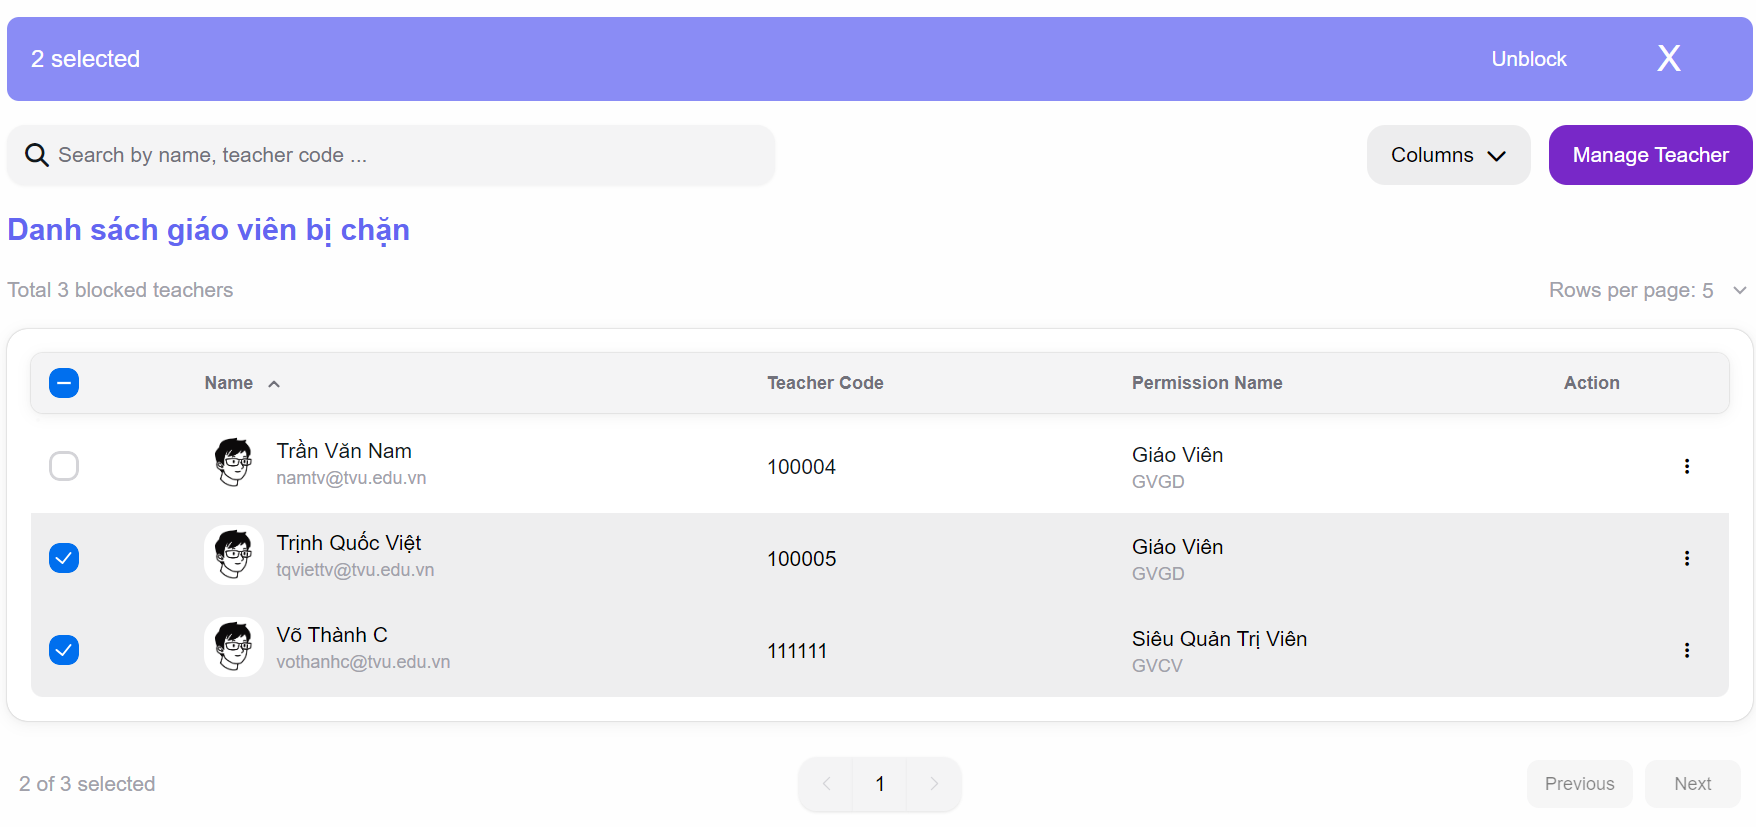 2 selected
Unblock
X
Search by name, teacher code ...
Columns
Manage Teacher
Danh sách giáo viên bị chặn
Total 3 blocked teachers
Rows per page: 5
Name
Teacher Code
Permission Name
Action
Trần Văn Nam
namtv@tvu.edu.vn
100004
Giáo Viên
GVGD
Trịnh Quốc Việt
tqviettv@tvu.edu.vn
100005
Giáo Viên
GVGD
Võ Thành C
vothanhc@tvu.edu.vn
111111
Siêu Quản Trị Viên
GVCV
2 of 3 selected
1
Previous
Next